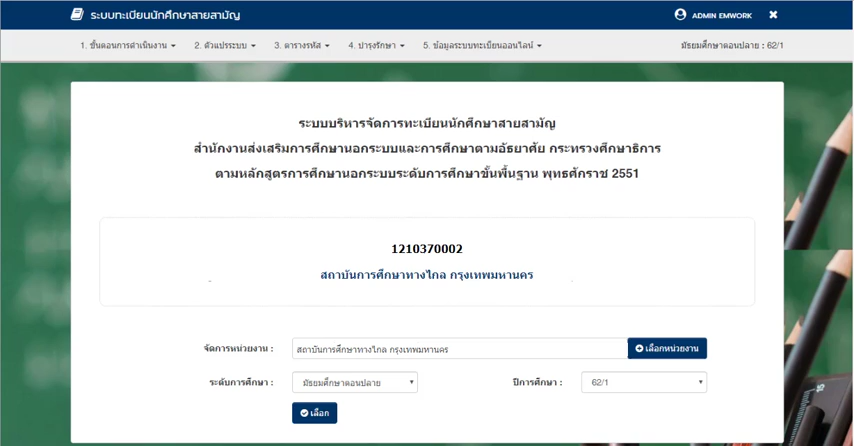 ระบบทะเบียนนักศึกษาสายสามัญ
ADMIN EMWORK
1. ขั้นตอนการดำเนินงาน 2. ตัวแปรระบบ 3. ตารางรหัส 4. บำรุงรักษา 5. ข้อมูลระบบทะเบียนออนไลน์ มัธยมศึกษาตอนปลาย : 62/1
ระบบบริหารจัดการทะเบียนนักศึกษาสายสามัญ
สำนักงานส่งเสริมการศึกษานอกระบบและการศึกษาตามอัธยาศัย กระทรวงศึกษาธิการ
ตามหลักสูตรการศึกษานอกระบบระดับการศึกษาขั้นพื้นฐาน พุทธศักราช 2551
1210370002
สถาบันการศึกษาทางไกล กรุงเทพมหานคร
จัดการหน่วยงาน : สถาบันการศึกษาทางไกล กรุงเทพมหานคร เลือกหน่วยงาน
ระดับการศึกษา : มัธยมศึกษาตอนปลาย ปีการศึกษา : 62/1
เลือก